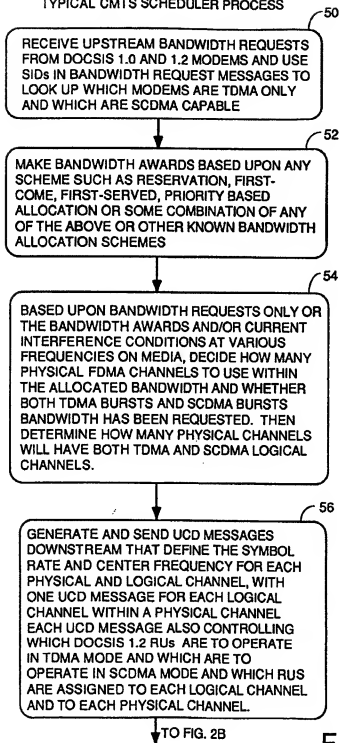 TYPICAL CMTS SCHEDULER PROCESS
50
RECEIVE UPSTREAM BANDWIDTH REQUESTS
FROM DOCSIS 1.0 AND 1.2 MODEMS AND USE
SIDs IN BANDWIDTH REQUEST MESSAGES TO
LOOK UP WHICH MODEMS ARE TDMA ONLY
AND WHICH ARE SCDMA CAPABLE
52
MAKE BANDWIDTH AWARDS BASED UPON ANY
SCHEME SUCH AS RESERVATION, FIRST-
COME, FIRST-SERVED, PRIORITY BASED
ALLOCATION OR SOME COMBINATION OF ANY
OF THE ABOVE OR OTHER KNOWN BANDWIDTH
ALLOCATION SCHEMES
54
BASED UPON BANDWIDTH REQUESTS ONLY OR
THE BANDWIDTH AWARDS AND/OR CURRENT
INTERFERENCE CONDITIONS AT VARIOUS
FREQUENCIES ON MEDIA, DECIDE HOW MANY
PHYSICAL FDMA CHANNELS TO USE WITHIN
THE ALLOCATED BANDWIDTH AND WHETHER
BOTH TDMA BURSTS AND SCDMA BURSTS
BANDWIDTH HAS BEEN REQUESTED. THEN
DETERMINE HOW MANY PHYSICAL CHANNELS
WILL HAVE BOTH TDMA AND SCDMA LOGICAL
CHANNELS.
56
GENERATE AND SEND UCD MESSAGES
DOWNSTREAM THAT DEFINE THE SYMBOL
RATE AND CENTER FREQUENCY FOR EACH
PHYSICAL AND LOGICAL CHANNEL, WITH
ONE UCD MESSAGE FOR EACH LOGICAL
CHANNEL WITHIN A PHYSICAL CHANNEL
EACH UCD MESSAGE ALSO CONTROLLING
WHICH DOCSIS 1.2 RUs ARE TO OPERATE
IN TDMA MODE AND WHICH ARE TO
OPERATE IN SCDMA MODE AND WHICH RUS
ARE ASSIGNED TO EACH LOGICAL CHANNEL
AND TO EACH PHYSICAL CHANNEL.
TO FIG. 2B